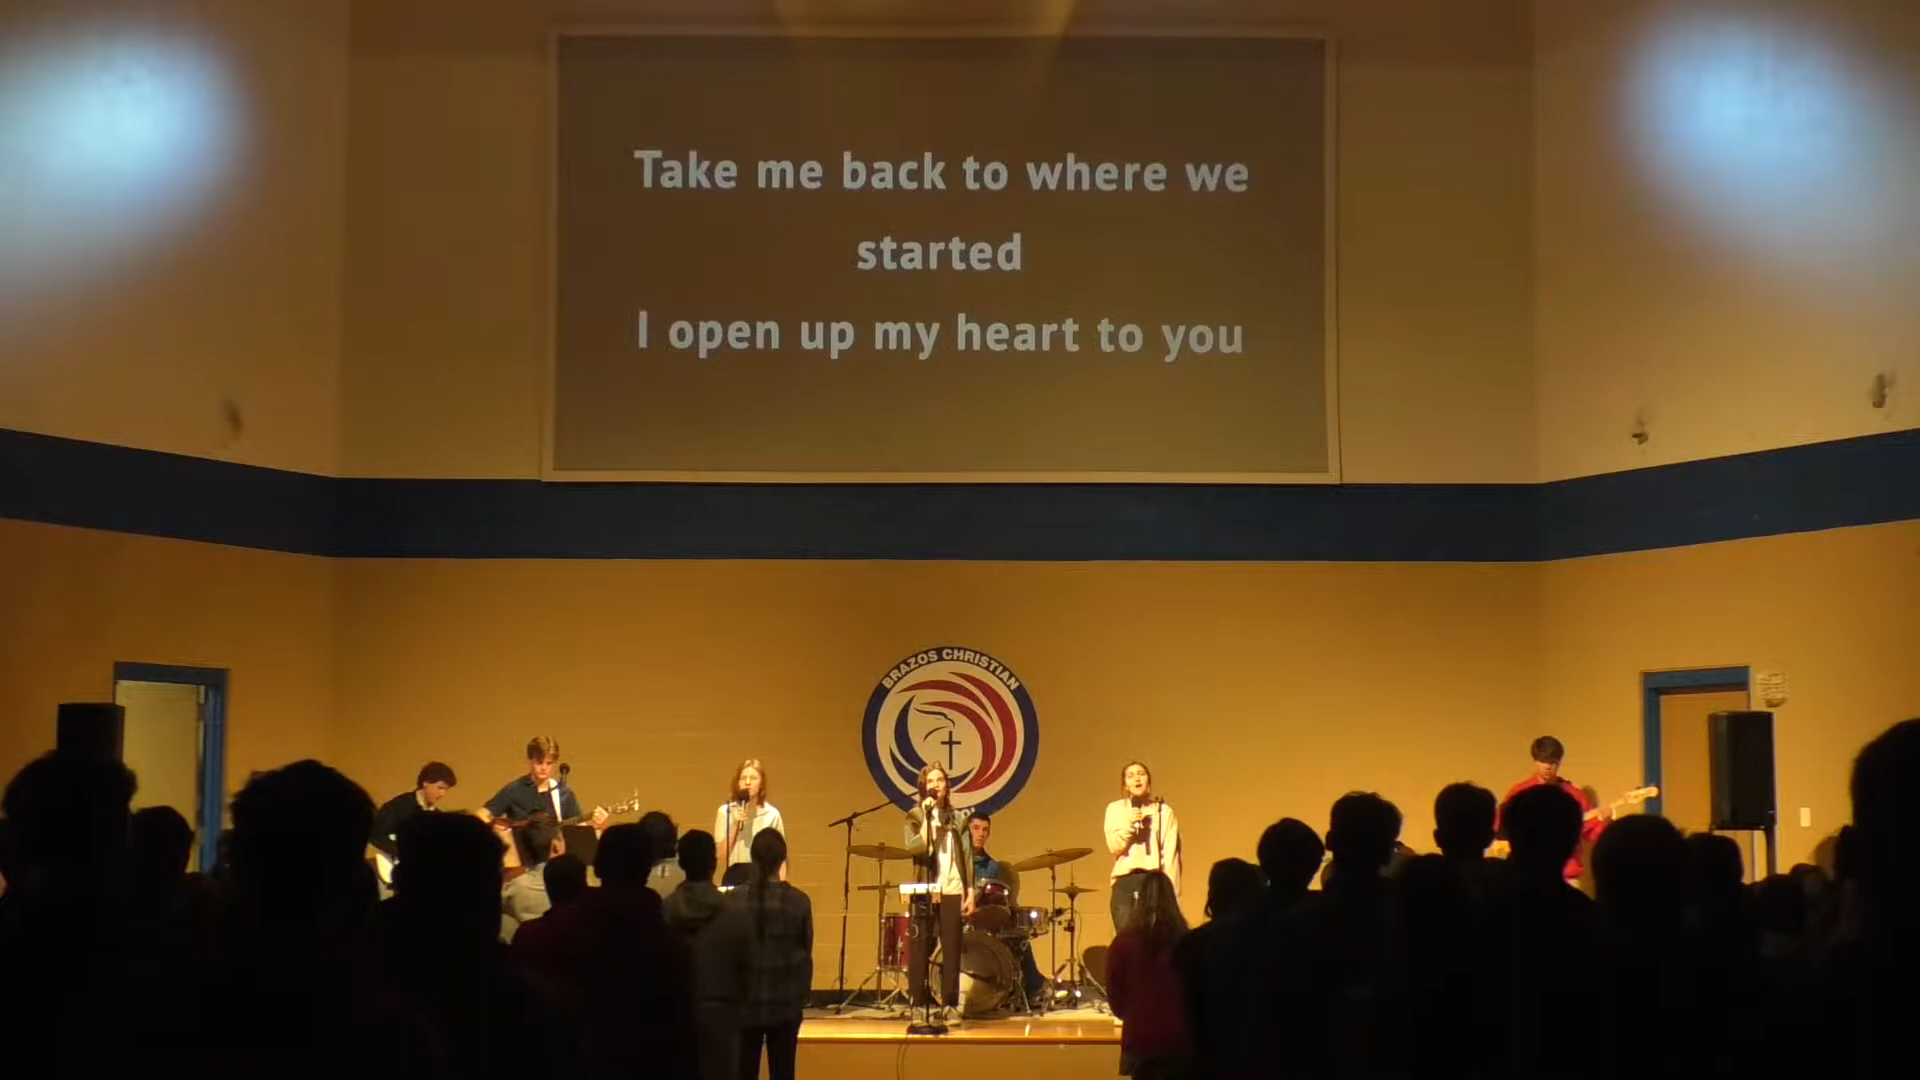 Take me back to where we
started
I open up my heart to you
BRAZOS CHRISTIAN